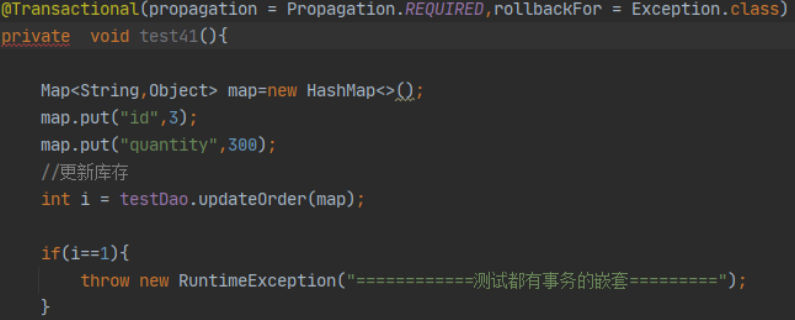 @Transactional(propagation = Propagation.REQUIRED,rollbackFor = Exception.class)
private  void test41(){
Map<String,Object> map=new HashMap<>();
map.put("id",3);
map.put("quantity",300);
//更新库存
int i = testDao.updateOrder(map);
if(i==1){
throw new RuntimeException("============测试都有事务的嵌套=========");
}